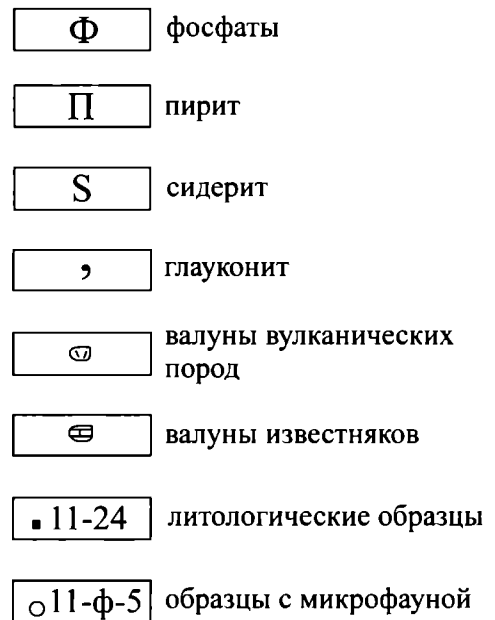 Ф фосфаты
П пирит
S сидерит
, глауконит
валуны вулканических
пород
валуны известняков
11-24 литологические образцы
11-ф-5 образцы с микрофауной